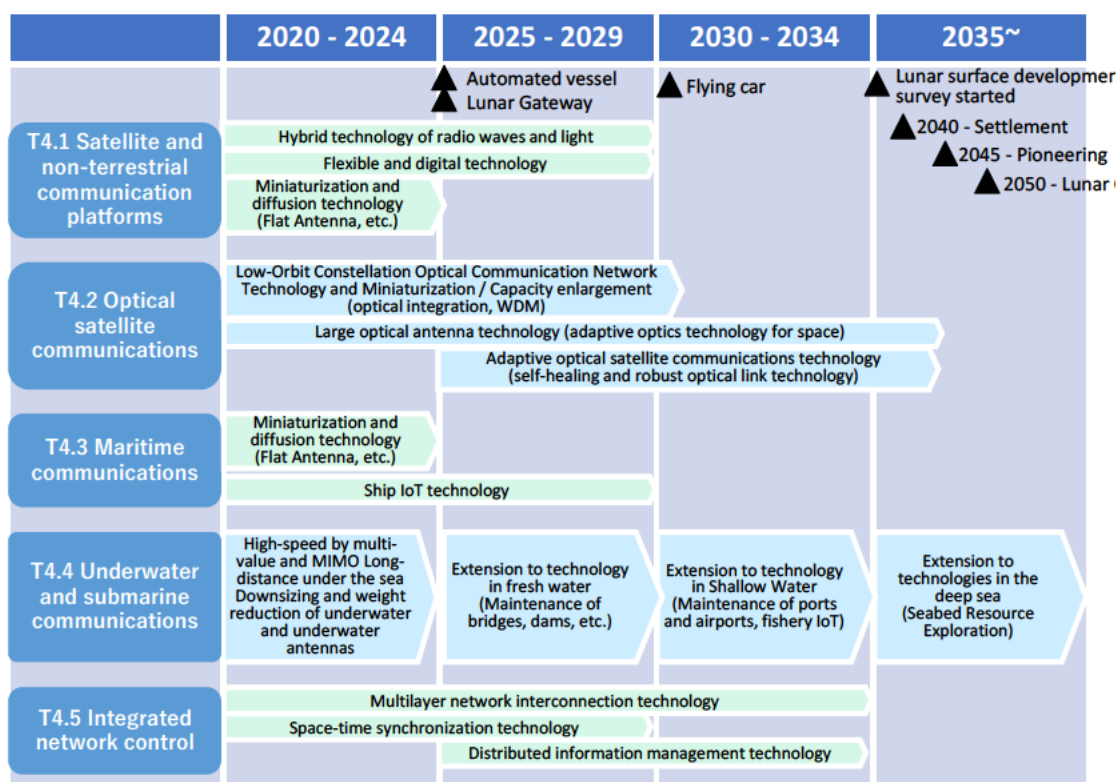 2020 - 2024
2025 - 2029
2030 - 2034
2035~
Automated vessel
Lunar Gateway
Flying car
Lunar surface developmer
survey started
2040 - Settlement
2045 - Pioneering
2050 - Lunar
T4.1 Satellite and
non-terrestrial
communication
platforms
Hybrid technology of radio waves and light
Flexible and digital technology
Miniaturization and
diffusion technology
(Flat Antenna, etc.)
T4.2 Optical
satellite
communications
Low-Orbit Constellation Optical Communication Network
Technology and Miniaturization / Capacity enlargement
(optical integration, WDM)
Large optical antenna technology (adaptive optics technology for space)
Adaptive optical satellite communications technology
(self-healing and robust optical link technology)
T4.3 Maritime
communications
Miniaturization and
diffusion technology
(Flat Antenna, etc.)
Ship IoT technology
T4.4 Underwater
and submarine
communications
High-speed by multi-
value and MIMO Long-
distance under the sea
Downsizing and weight
reduction of underwater
and underwater
antennas
Extension to technology
in fresh water
(Maintenance of
bridges, dams, etc.)
Extension to technology
in Shallow Water
(Maintenance of ports
and airports, fishery IoT)
Extension to
technologies in the
deep sea
(Seabed Resource
Exploration)
T4.5 Integrated
network control
Multilayer network interconnection technology
Space-time synchronization technology
Distributed information management technology